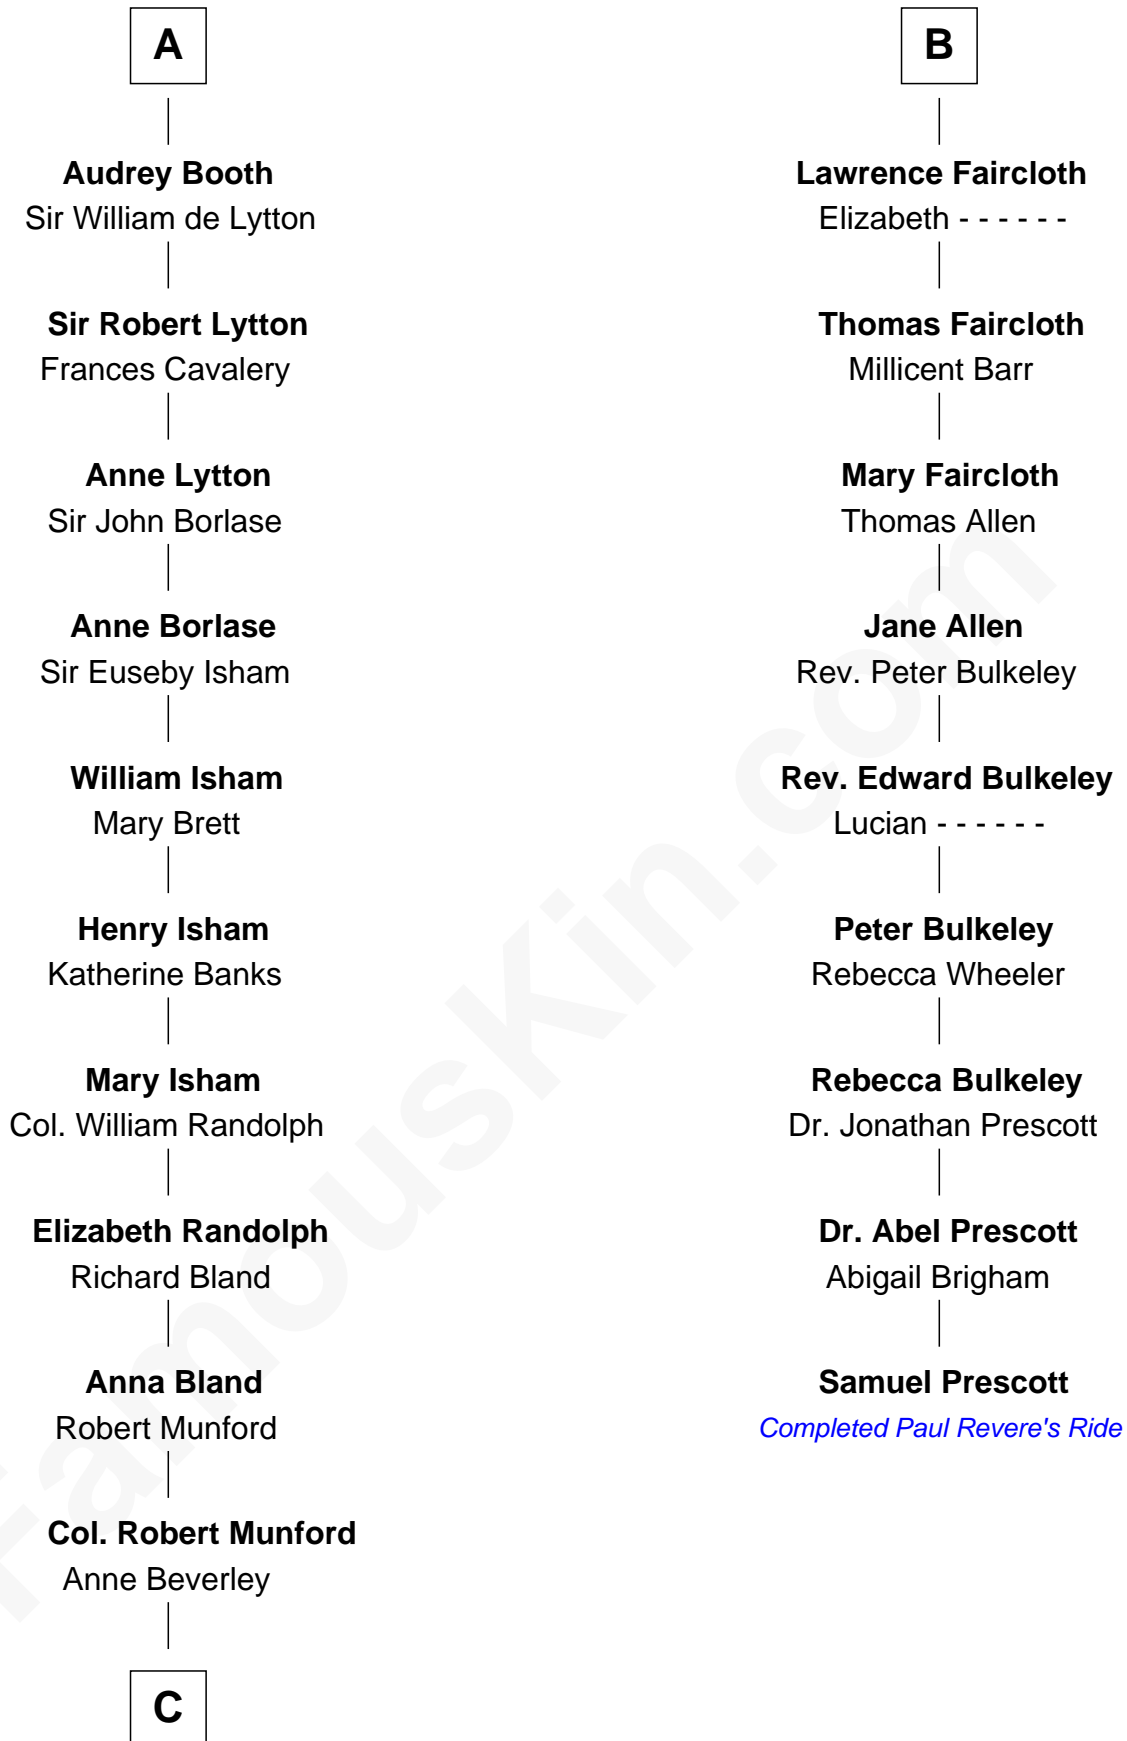 A
Audrey Booth
Sir William de Lytton
Sir Robert Lytton
Frances Cavalery
Anne Lytton
Sir John Borlase
Anne Borlase
Sir Euseby Isham
William Isham
Mary Brett
Henry Isham
Katherine Banks
Mary Isham
Col. William Randolph
Elizabeth Randolph
Richard Bland
Anna Bland
Robert Munford
Col. Robert Munford
Anne Beverley
C
B
Lawrence Faircloth
Elizabeth - - - - - -
Thomas Faircloth
Millicent Barr
Mary Faircloth
Thomas Allen
Jane Allen
Rev. Peter Bulkeley
Rev. Edward Bulkeley
Lucian - - - - - -
Peter Bulkeley
Rebecca Wheeler
Rebecca Bulkeley
Dr. Jonathan Prescott
Dr. Abel Prescott
Abigail Brigham
Samuel Prescott
Completed Paul Revere's Ride
FamousKin.com